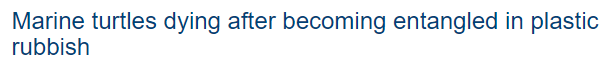 Marine turtles dying after becoming entangled in plastic
rubbish